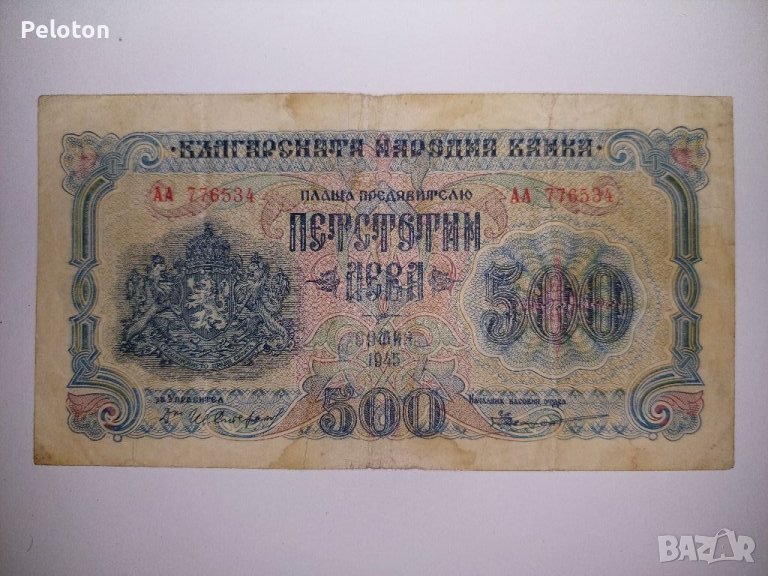 Peloton
БЪЛГАРСКАТА НАРОДНА БАНКА
АА 776534
ПЛАЩА ПРЕДЯВИТЕЛЮ
АА 776534
ПЕТСТОТИН
ЛЕВА
500
СОФИЯ
1945
ЗА УПРАВИТЕЛ
НАЧАЛНИК КАСОВИЯ ОТДЕЛ
500
BAZAR